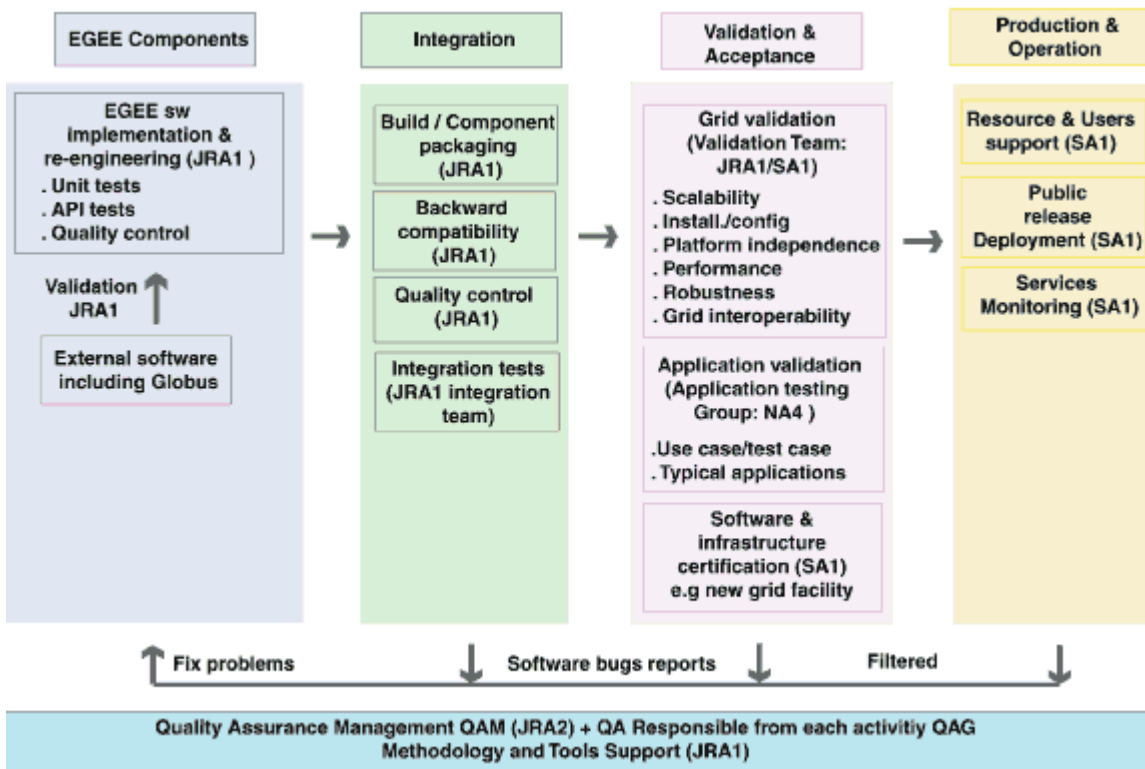 EGEE Components
Integration
Validation &
Acceptance
Production &
Operation
EGEE sw
implementation &
re-engineering (JRA1 )
. Unit tests
. API tests
. Quality control
Validation
JRA1
External software
including Globus
Build / Component
packaging
(JRA1)
Backward
compatibility
(JRA1)
Quality control
(JRA1)
Integration tests
(JRA1 integration
team)
Grid validation
(Validation Team:
JRA1/SA1)
. Scalability
. Install./config
. Platform independence
. Performance
. Robustness
. Grid interoperability
Application validation
(Application testing
Group: NA4 )
.Use case/test case
. Typical applications
Software &
infrastructure
certification (SA1)
e.g new grid facility
Resource & Users
support (SA1)
Public
release
Deployment (SA1)
Services
Monitoring (SA1)
Fix problems
Software bugs reports
Filtered
Quality Assurance Management QAM (JRA2) + QA Responsible from each activitiy QAG
Methodology and Tools Support (JRA1)